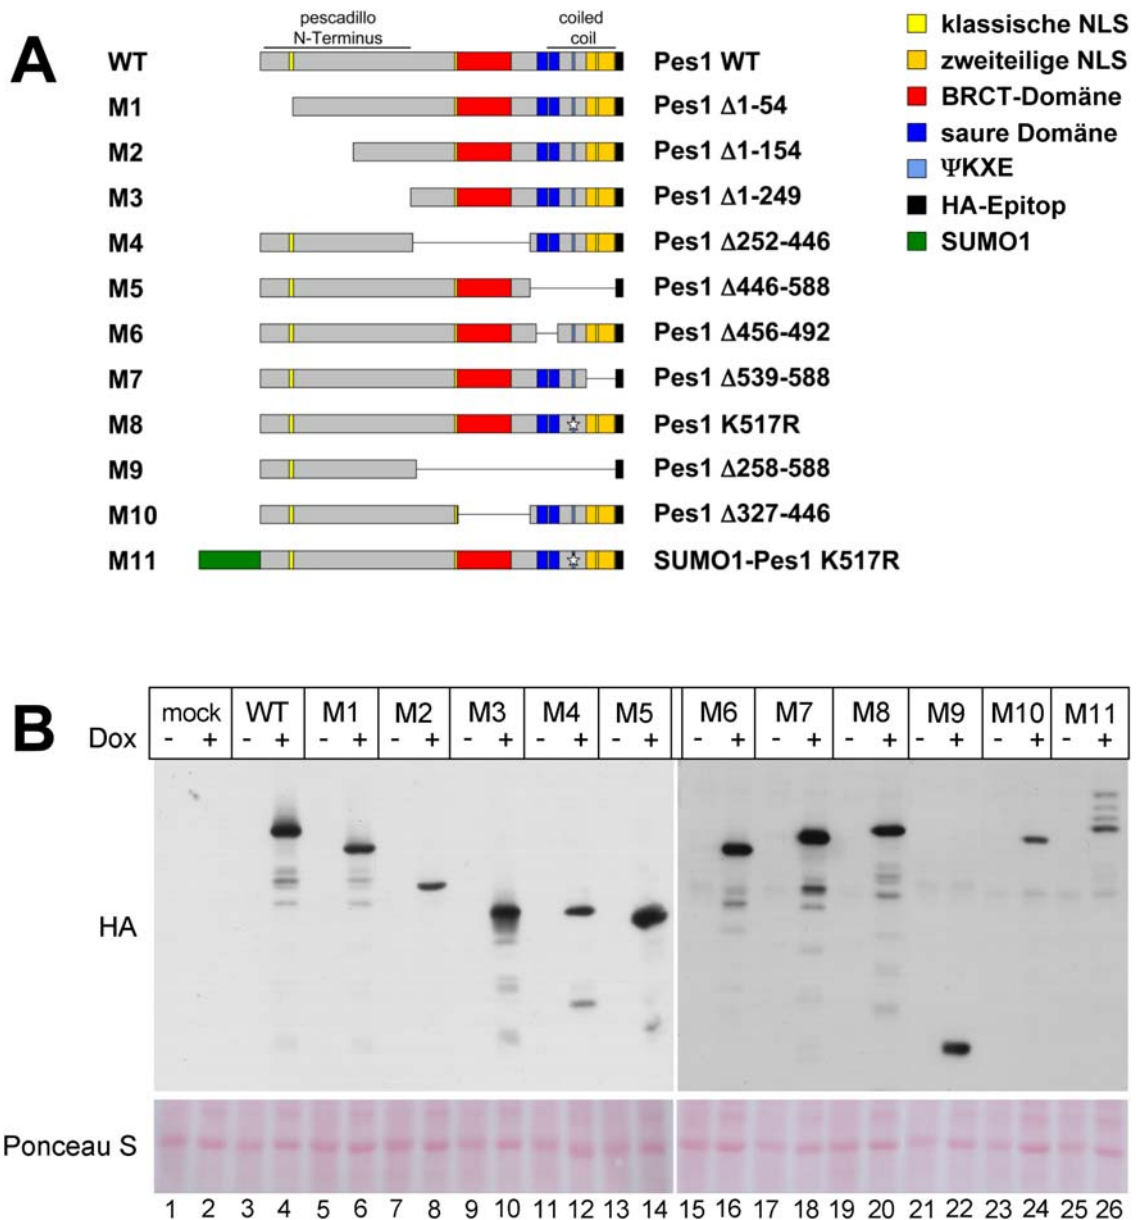 A
pescadillo
N-Terminus
coiled
coil
WT Pes1 WT
M1 Pes1 Δ1-54
M2 Pes1 Δ1-154
M3 Pes1 Δ1-249
M4 Pes1 Δ252-446
M5 Pes1 Δ446-588
M6 Pes1 Δ456-492
M7 Pes1 Δ539-588
M8 Pes1 K517R
M9 Pes1 Δ258-588
M10 Pes1 Δ327-446
M11 SUMO1-Pes1 K517R
klassische NLS
zweiteilige NLS
BRCT-Domäne
saure Domäne
ΨKXE
HA-Epitop
SUMO1
B
mock WT M1 M2 M3 M4 M5 M6 M7 M8 M9 M10 M11
Dox - + - + - + - + - + - + - + - + - + - + - + - + - +
HA
Ponceau S
1 2 3 4 5 6 7 8 9 10 11 12 13 14 15 16 17 18 19 20 21 22 23 24 25 26